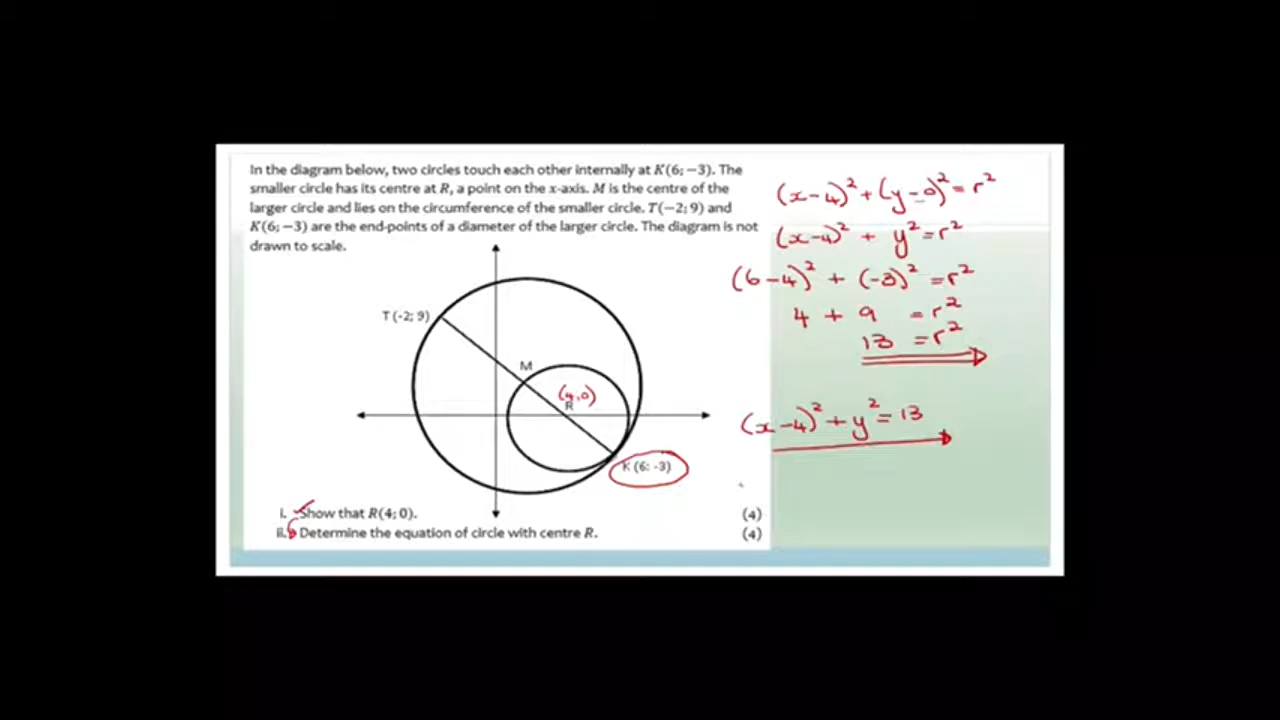 In the diagram below, two circles touch each other internally at K(6; −3). The
smaller circle has its centre at R, a point on the x-axis. M is the centre of the
larger circle and lies on the circumference of the smaller circle. T(−2; 9) and
K(6; −3) are the end-points of a diameter of the larger circle. The diagram is not
drawn to scale.
T (-2; 9)
M
(4,0)
R
K (6: -3)
i. Show that R(4; 0). (4)
ii. Determine the equation of circle with centre R. (4)
(x-4)² + (y-0)² = r²
(x-4)² + y² = r²
(6-4)² + (-3)² = r²
4 + 9 = r²
13 = r²
(x-4)² + y² = 13